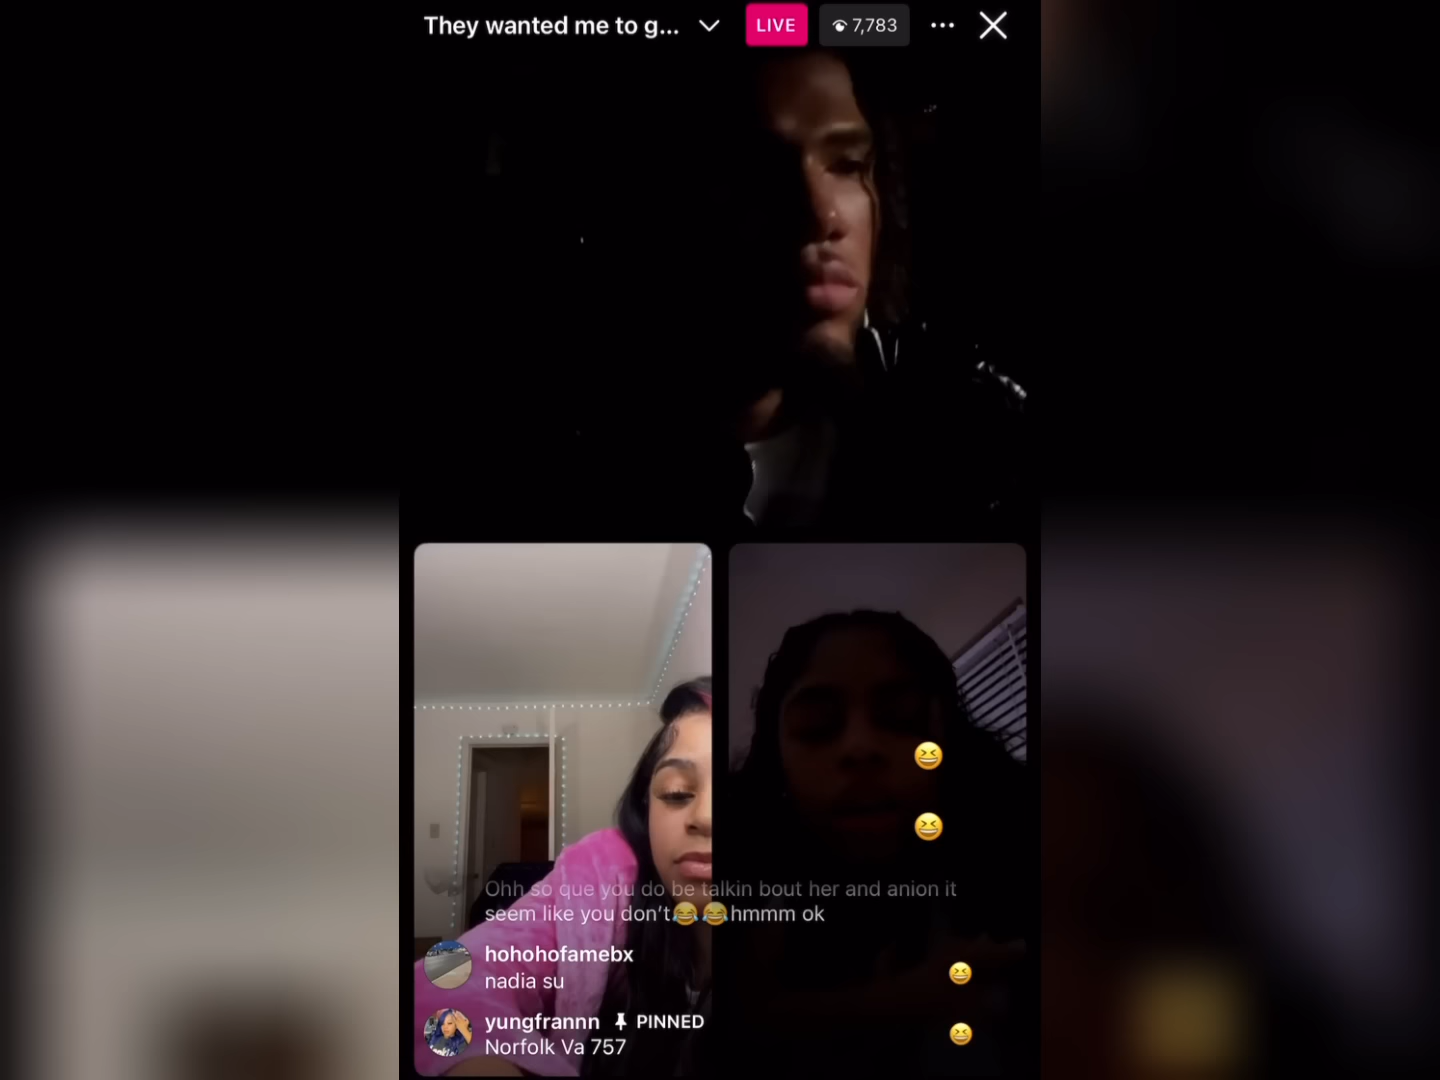 They wanted me to g...
LIVE
7,783
Ohh so que you do be talkin bout her and anion it
seem like you don't😂😂hmmm ok
hohohofamebx
nadia su
yungfrannn PINNED
Norfolk Va 757